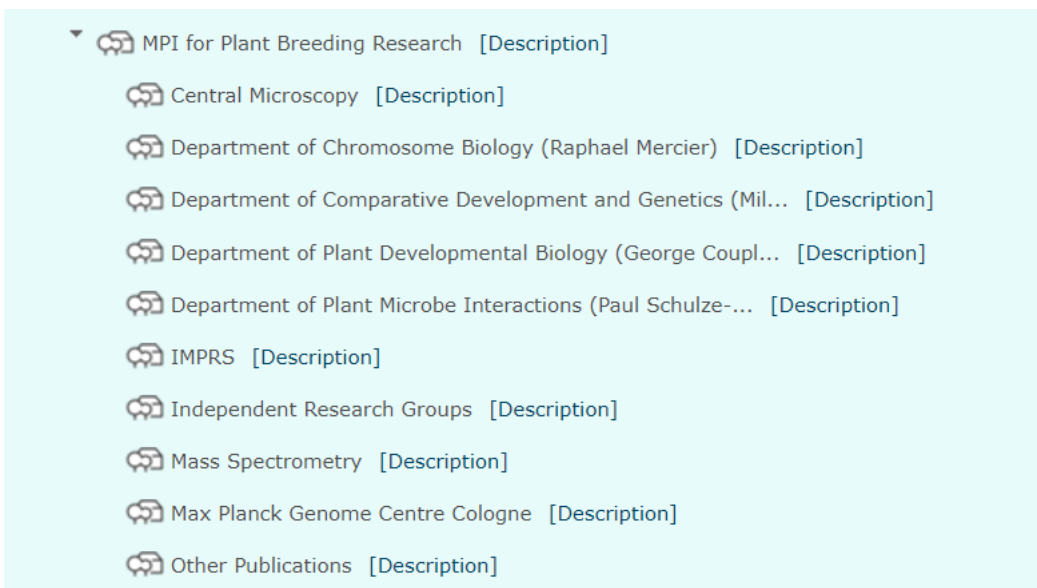 MPI for Plant Breeding Research [Description]
Central Microscopy [Description]
Department of Chromosome Biology (Raphael Mercier) [Description]
Department of Comparative Development and Genetics (Mil... [Description]
Department of Plant Developmental Biology (George Coupl... [Description]
Department of Plant Microbe Interactions (Paul Schulze-... [Description]
IMPRS [Description]
Independent Research Groups [Description]
Mass Spectrometry [Description]
Max Planck Genome Centre Cologne [Description]
Other Publications [Description]